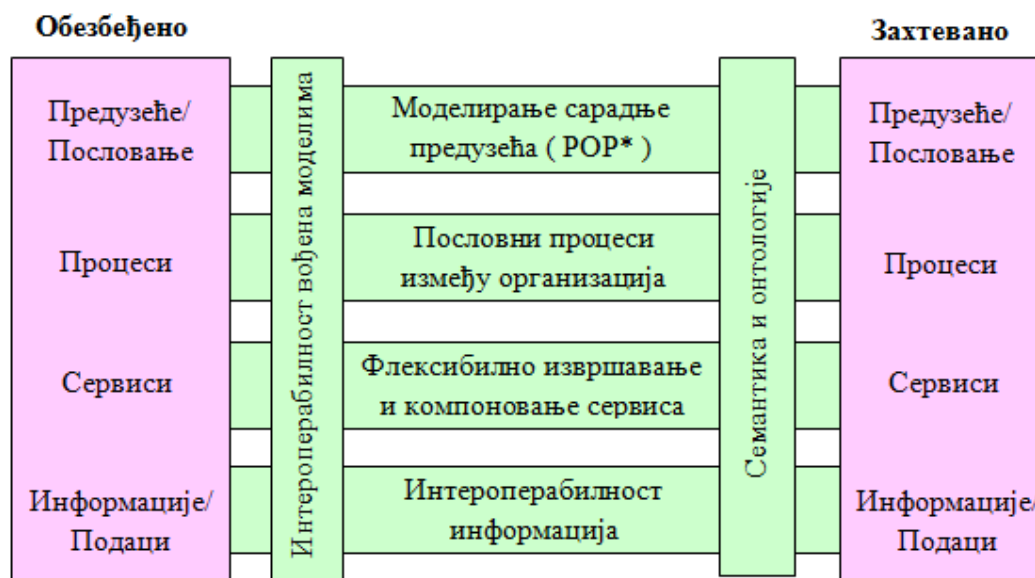 Обезбеђено
Захтевано
Предузеће/
Пословање
Процеси
Сервиси
Информације/
Подаци
Интероперабилност вођена моделима
Моделирање сарадње
предузећа ( POP* )
Пословни процеси
између организација
Флексибилно извршавање
и компоновање сервиса
Интероперабилност
информација
Семантика и онтологије
Предузеће/
Пословање
Процеси
Сервиси
Информације/
Подаци